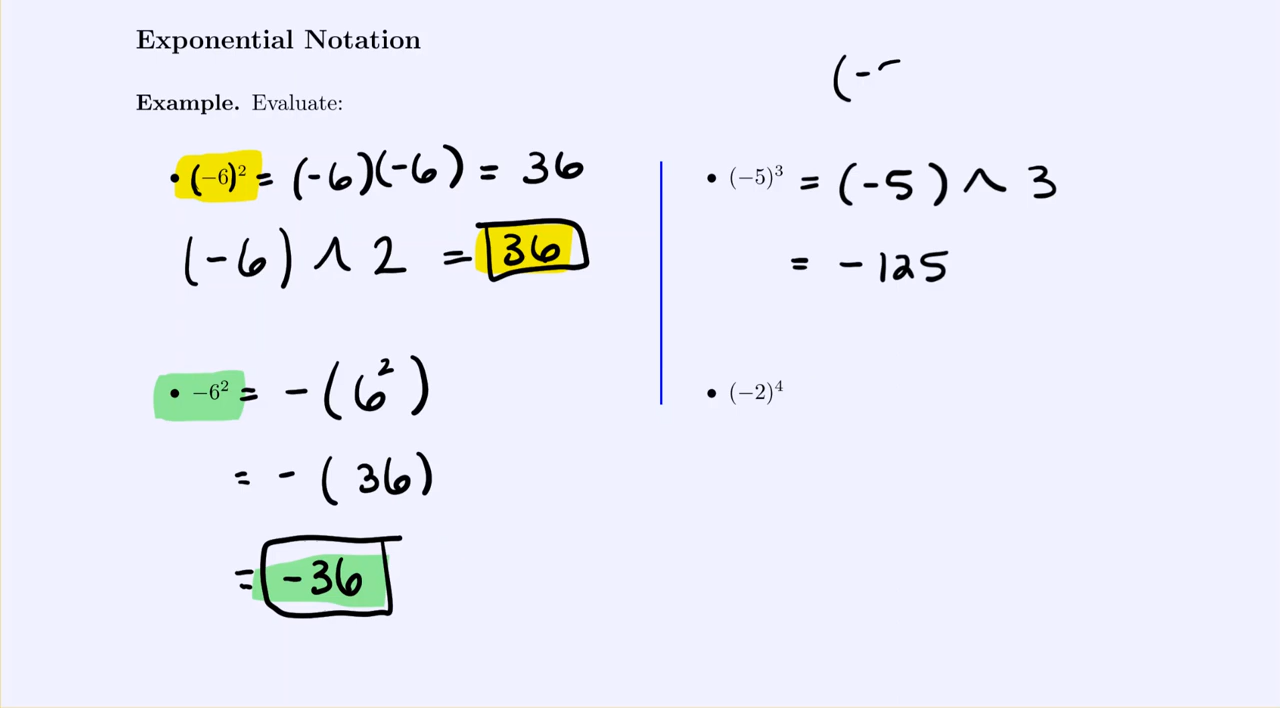 Exponential Notation
Example. Evaluate:
• (−6)² = (-6)(-6) = 36
(-6) ^ 2 = 36
• −6² = -(6²)
= -(36)
= -36
(-
• (−5)³ = (-5) ^ 3
= -125
• (−2)⁴